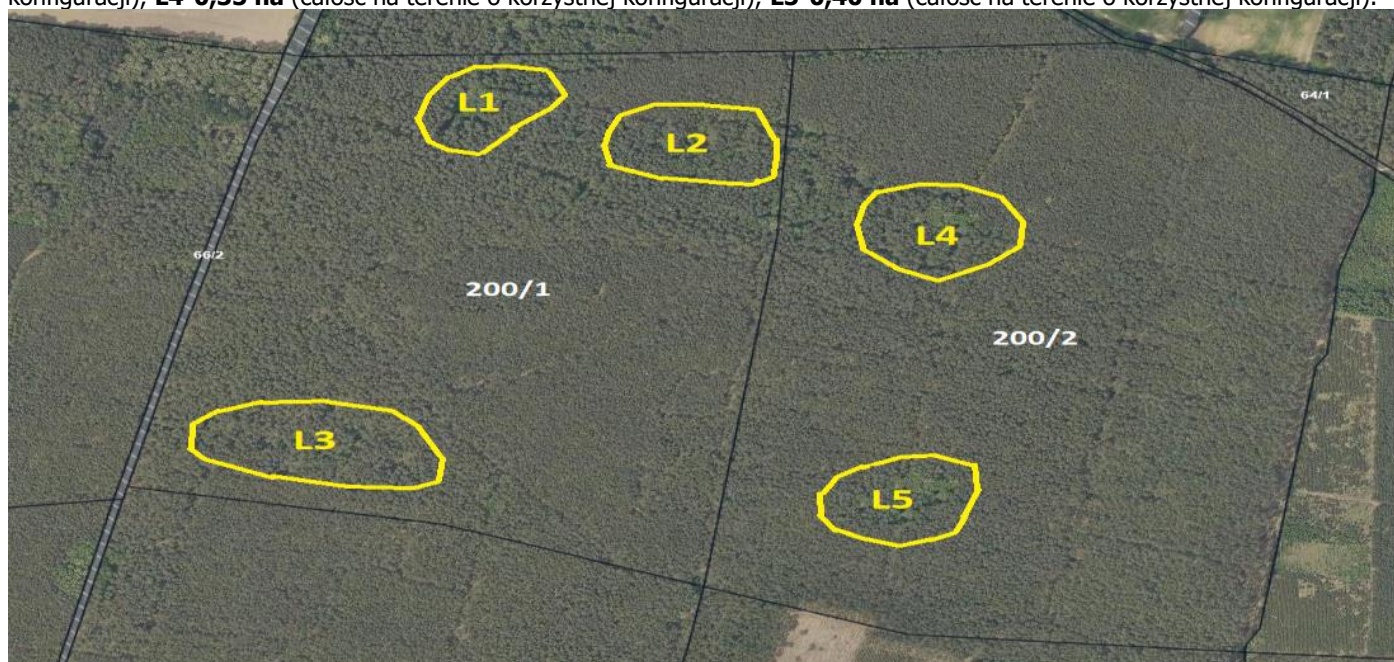 konfiguracji), L4-0,55 ha (całość na terenie o korzystnej konfiguracji), L5-0,40 ha (całość na terenie o korzystnej konfiguracji).
L1
64/1
L2
L4
66/2
200/1
200/2
L3
L5